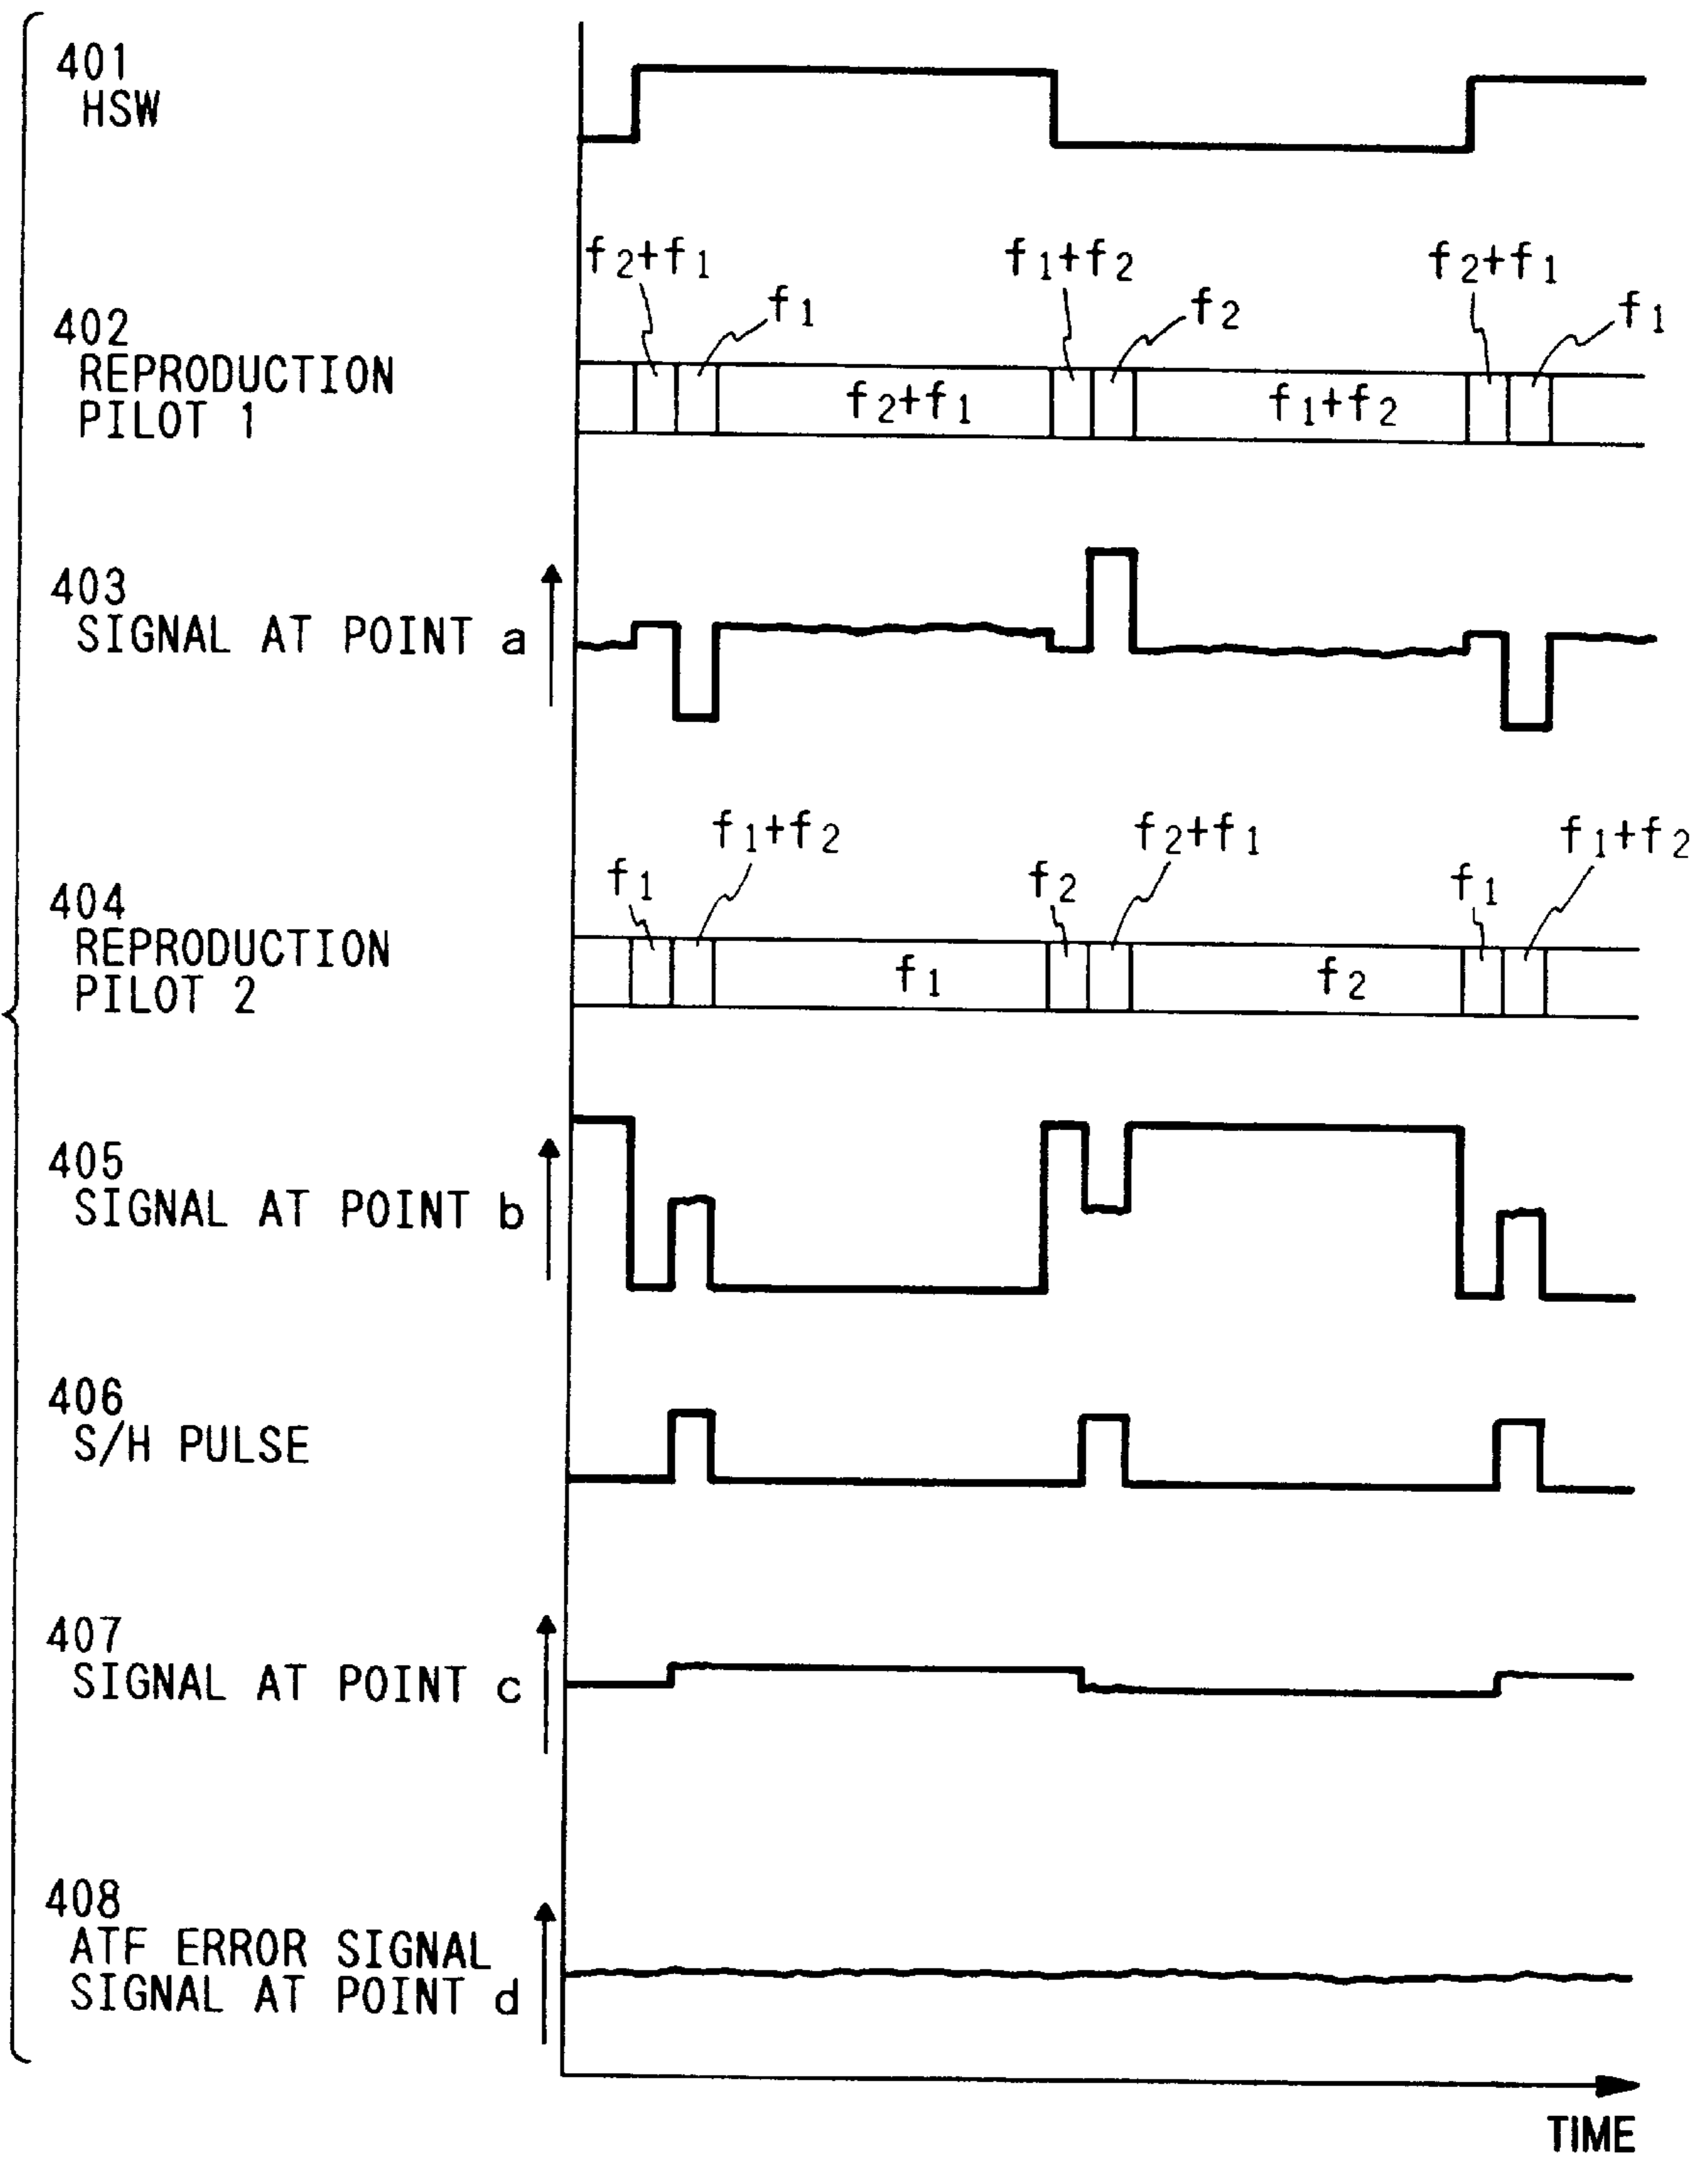 401
HSW
f2+f1
f1+f2
f2+f1
f1
f2
f1
402
REPRODUCTION
PILOT 1
f2+f1
f1+f2
403
SIGNAL AT POINT a
f1+f2
f2+f1
f1+f2
f1
f2
f1
404
REPRODUCTION
PILOT 2
f1
f2
405
SIGNAL AT POINT b
406
S/H PULSE
407
SIGNAL AT POINT c
408
ATF ERROR SIGNAL
SIGNAL AT POINT d
TIME